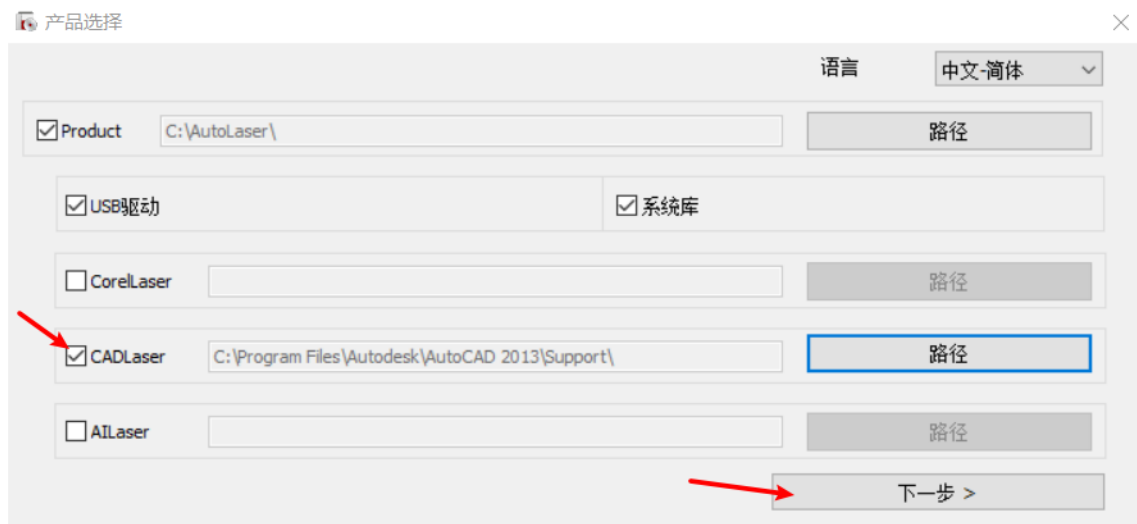 产品选择
语言 中文-简体
Product C:\AutoLaser\ 路径
USB驱动 系统库
CorelLaser 路径
CADLaser C:\Program Files\Autodesk\AutoCAD 2013\Support\ 路径
AILaser 路径
下一步 >